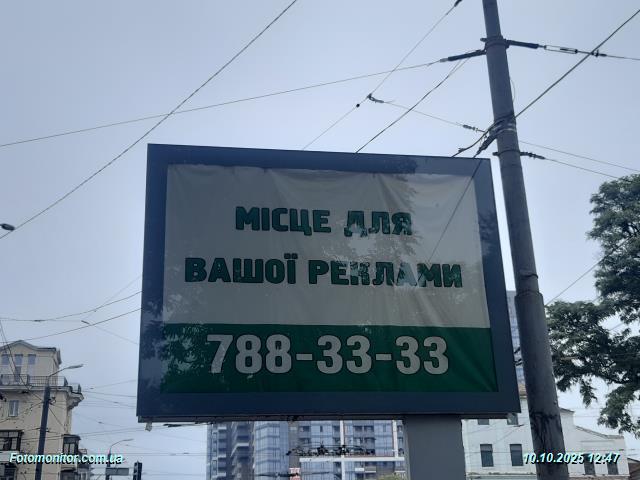 МІСЦЕ ДЛЯ
ВАШОЇ РЕКЛАМИ
788-33-33
Fotomonitor.com.ua
10.10.2025 12:47